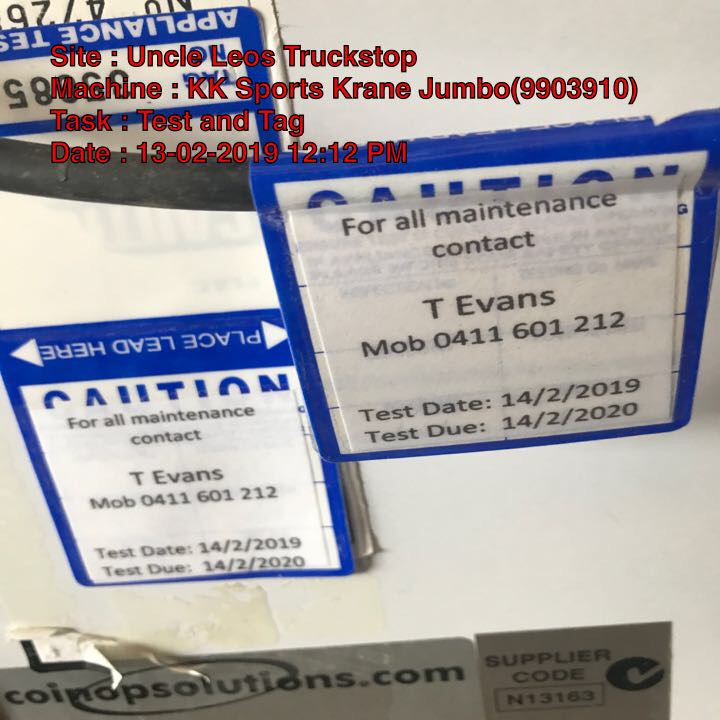 APPLIANCE TES
TAG
NO
Site : Uncle Leos Truckstop
Machine : KK Sports Krane Jumbo(9903910)
Task : Test and Tag
Date : 13-02-2019 12:12 PM
CAUTION
For all maintenance
contact
T Evans
Mob 0411 601 212
Test Date: 14/2/2019
Test Due: 14/2/2020
PLACE LEAD HERE
CAUTION
For all maintenance
contact
T Evans
Mob 0411 601 212
Test Date: 14/2/2019
Test Due: 14/2/2020
coinopsolutions.com
SUPPLIER
CODE
N13163